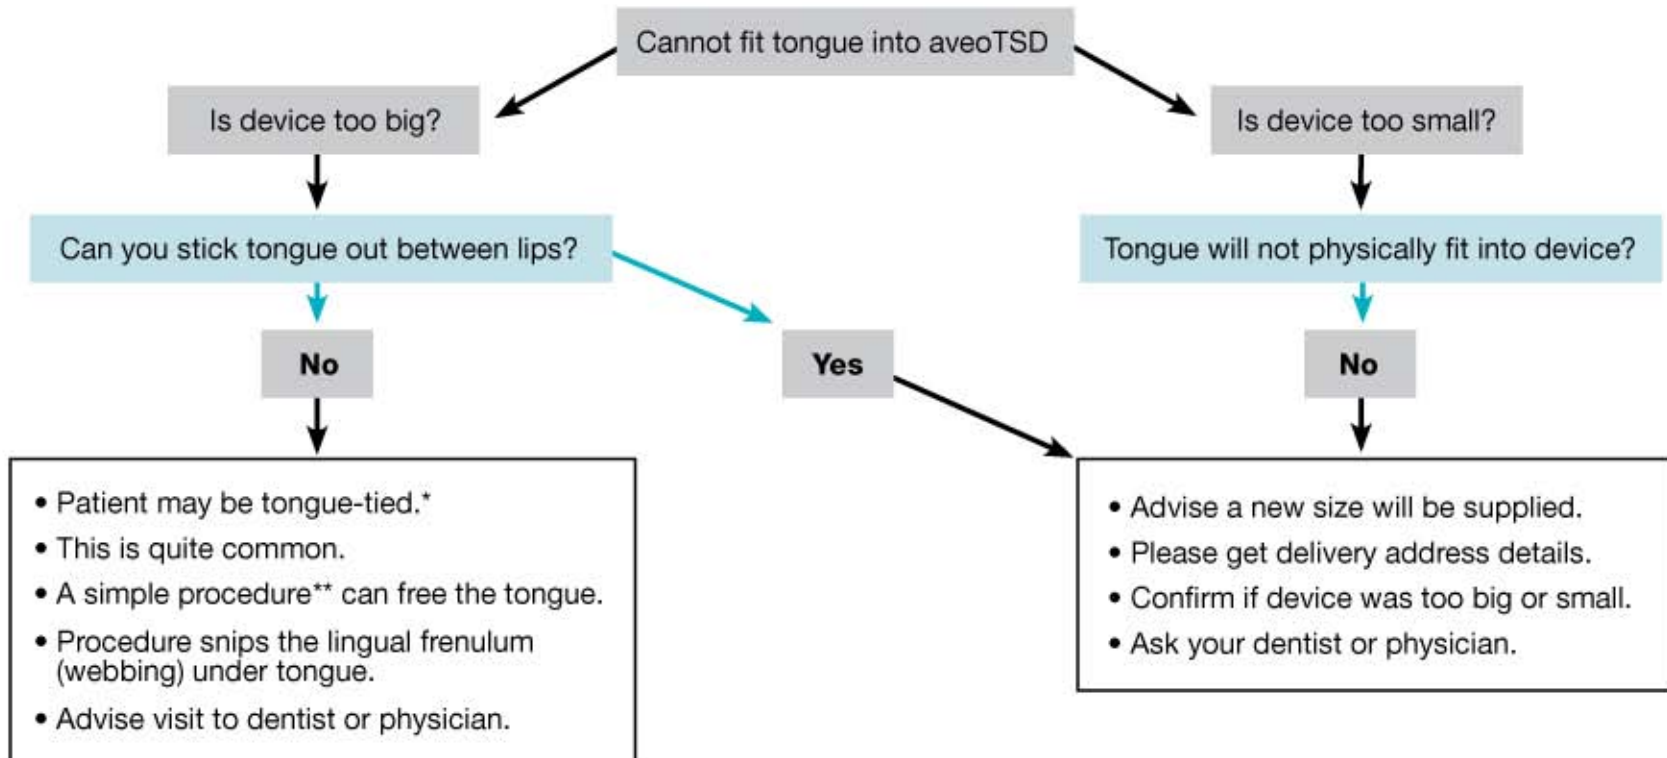 Cannot fit tongue into aveoTSD
Is device too big?
Is device too small?
Can you stick tongue out between lips?
Tongue will not physically fit into device?
No
Yes
No
• Patient may be tongue-tied.*
• This is quite common.
• A simple procedure** can free the tongue.
• Procedure snips the lingual frenulum
(webbing) under tongue.
• Advise visit to dentist or physician.
• Advise a new size will be supplied.
• Please get delivery address details.
• Confirm if device was too big or small.
• Ask your dentist or physician.